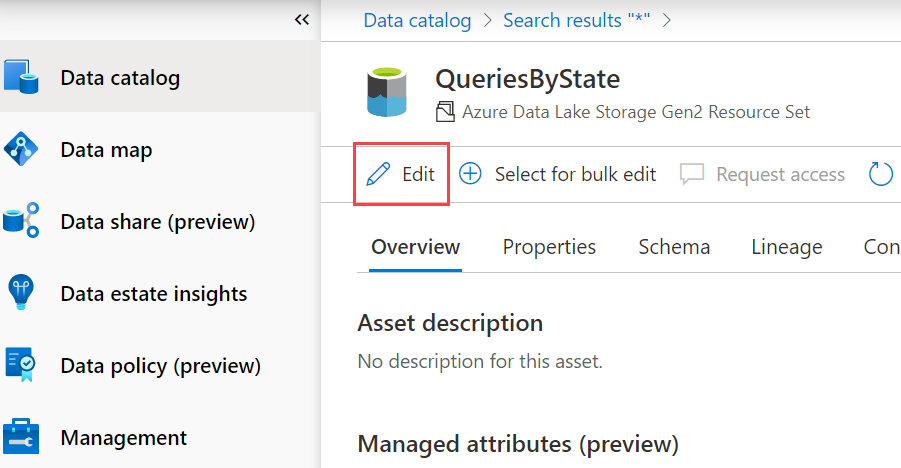 Data catalog > Search results "*" >
Data catalog
QueriesByState
Azure Data Lake Storage Gen2 Resource Set
Data map
Edit Select for bulk edit Request access
Data share (preview)
Overview Properties Schema Lineage Con
Data estate insights
Asset description
No description for this asset.
Data policy (preview)
Management
Managed attributes (preview)